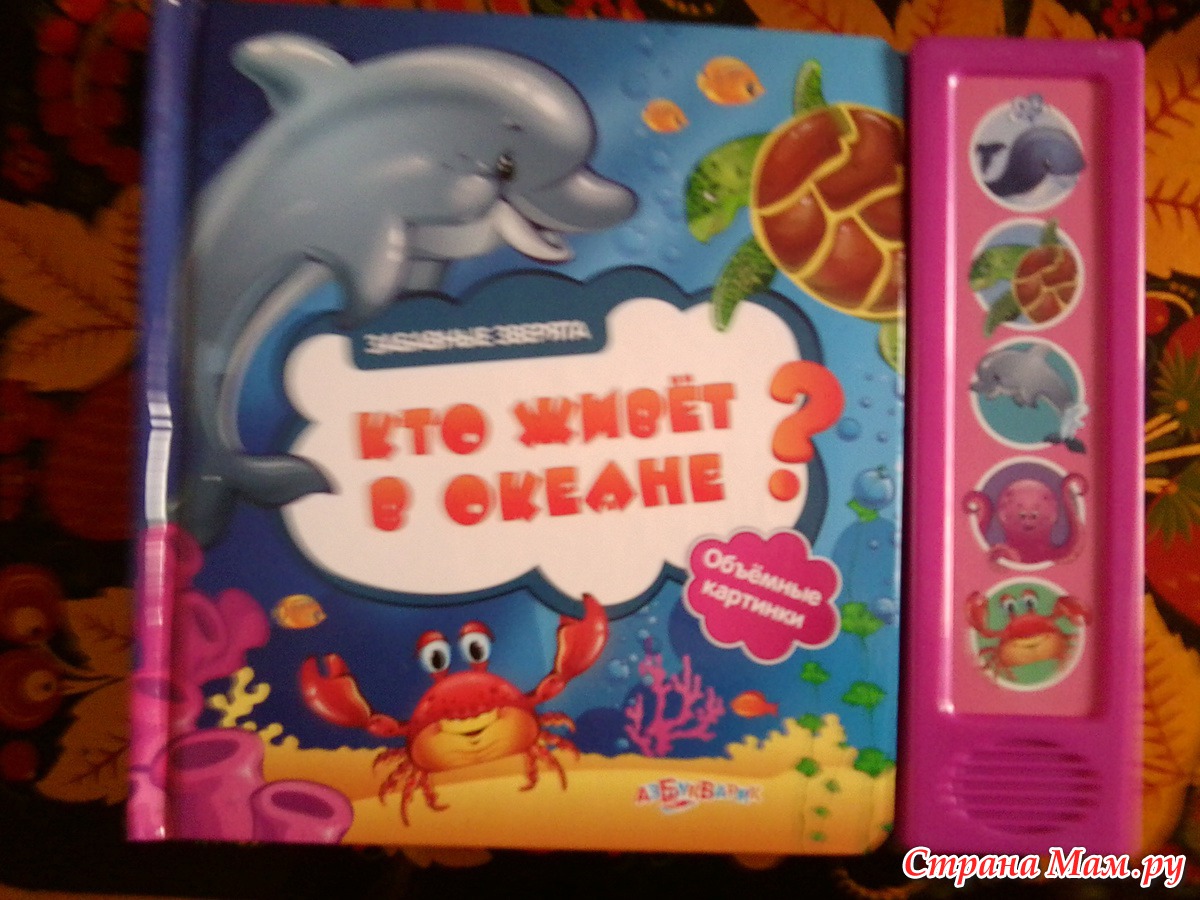 ЗАБАВНЫЕ ЗВЕРЯТА
КТО ЖИВЁТ
В ОКЕАНЕ?
Объёмные
картинки
АЗБУКВАРИК
Страна Мам.ру